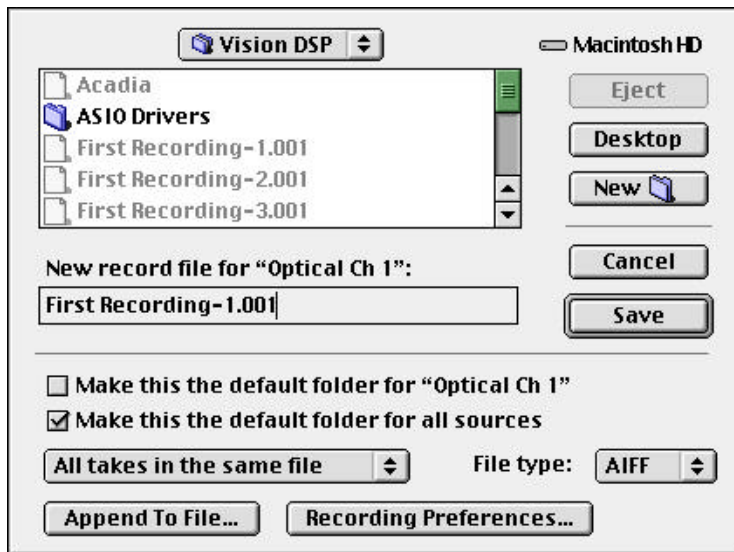 Vision DSP
Macintosh HD
Acadia
ASIO Drivers
First Recording-1.001
First Recording-2.001
First Recording-3.001
Eject
Desktop
New
New record file for “Optical Ch 1”:
First Recording-1.001
Cancel
Save
Make this the default folder for “Optical Ch 1”
Make this the default folder for all sources
All takes in the same file
File type: AIFF
Append To File...
Recording Preferences...